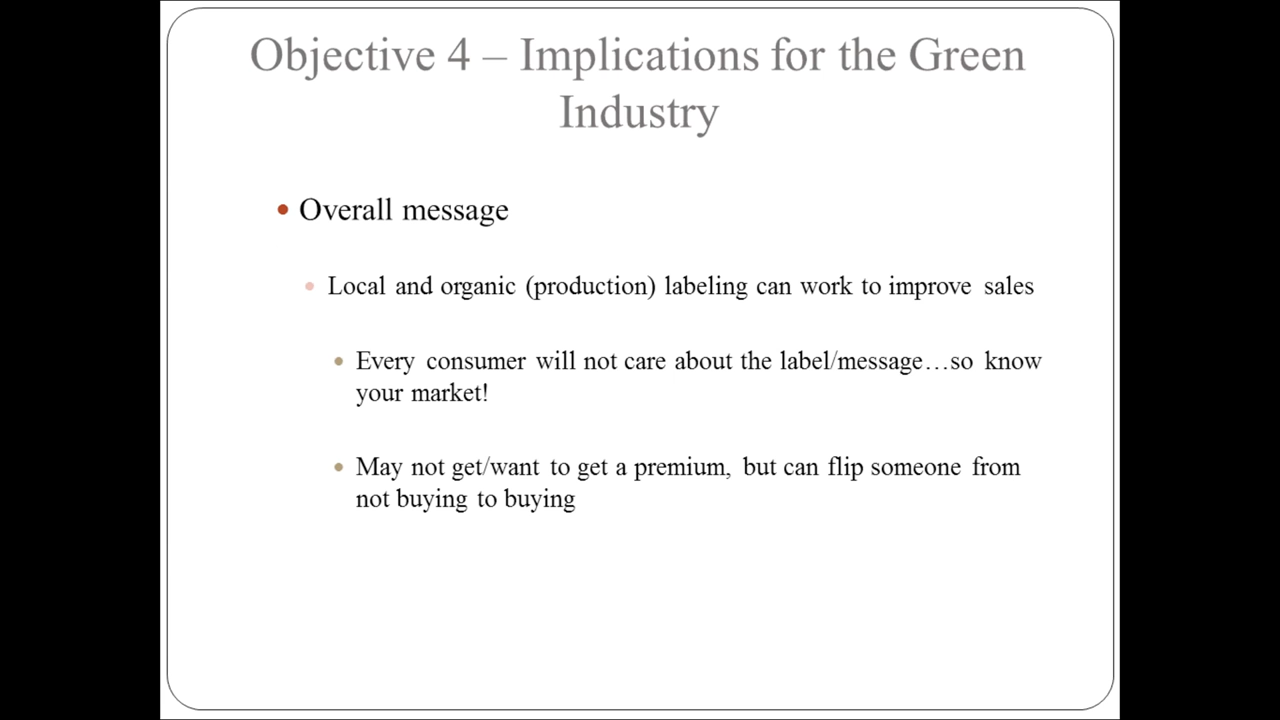 Objective 4 – Implications for the Green
Industry
• Overall message
• Local and organic (production) labeling can work to improve sales
• Every consumer will not care about the label/message…so know
your market!
• May not get/want to get a premium, but can flip someone from
not buying to buying